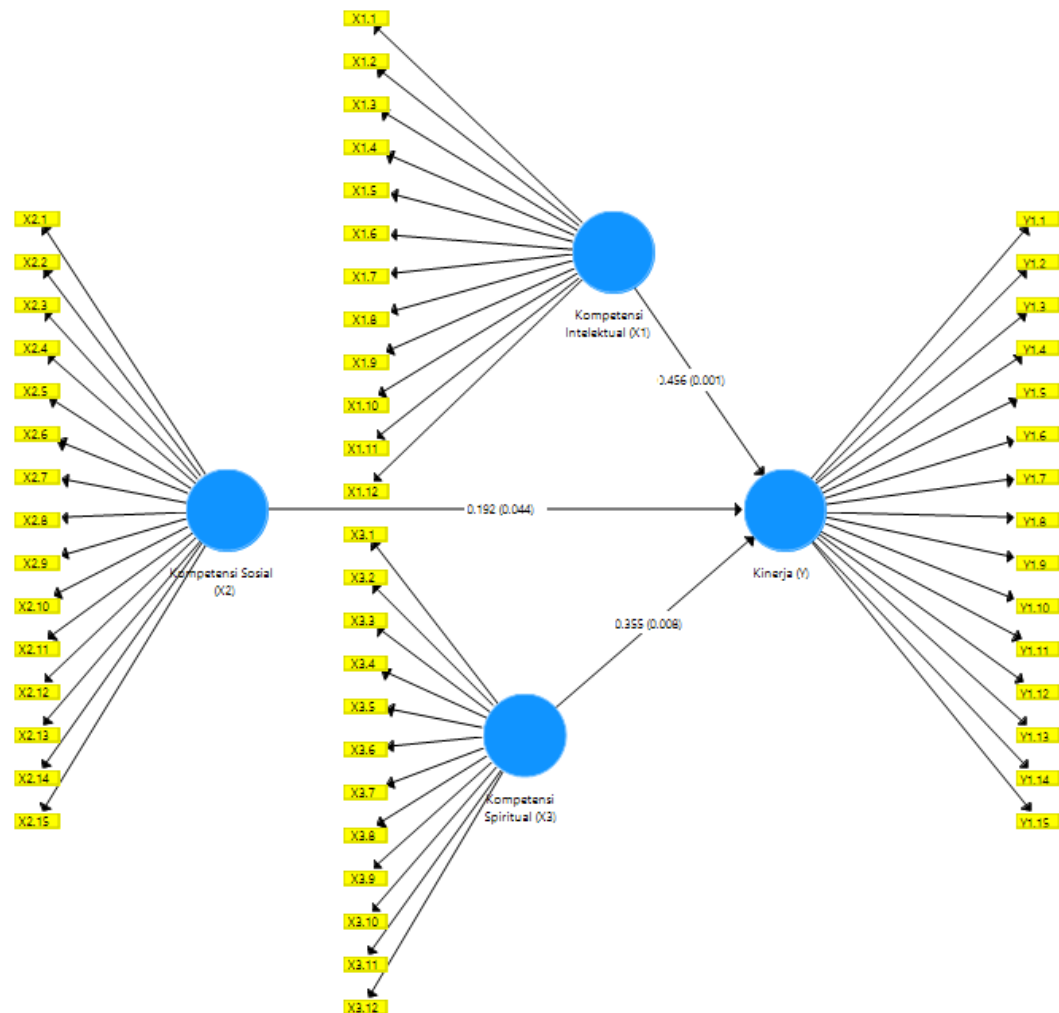 X1.1
X1.2
X1.3
X1.4
X1.5
X1.6
X1.7
X1.8
X1.9
X1.10
X1.11
X1.12
Kompetensi
Intelektual (X1)
X2.1
X2.2
X2.3
X2.4
X2.5
X2.6
X2.7
X2.8
X2.9
X2.10
X2.11
X2.12
X2.13
X2.14
X2.15
Kompetensi Sosial
(X2)
0.456 (0.001)
0.192 (0.044)
0.355 (0.008)
X3.1
X3.2
X3.3
X3.4
X3.5
X3.6
X3.7
X3.8
X3.9
X3.10
X3.11
X3.12
Kompetensi
Spiritual (X3)
Kinerja (Y)
Y1.1
Y1.2
Y1.3
Y1.4
Y1.5
Y1.6
Y1.7
Y1.8
Y1.9
Y1.10
Y1.11
Y1.12
Y1.13
Y1.14
Y1.15